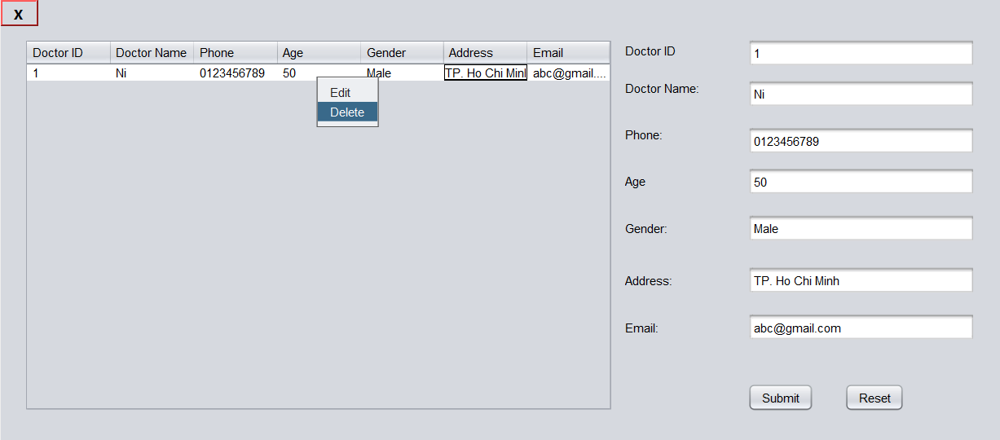 X
Doctor ID Doctor Name Phone Age Gender Address Email
1 Ni 0123456789 50 Male TP. Ho Chi Minl abc@gmail....
Edit
Delete
Doctor ID 1
Doctor Name: Ni
Phone: 0123456789
Age 50
Gender: Male
Address: TP. Ho Chi Minh
Email: abc@gmail.com
Submit Reset